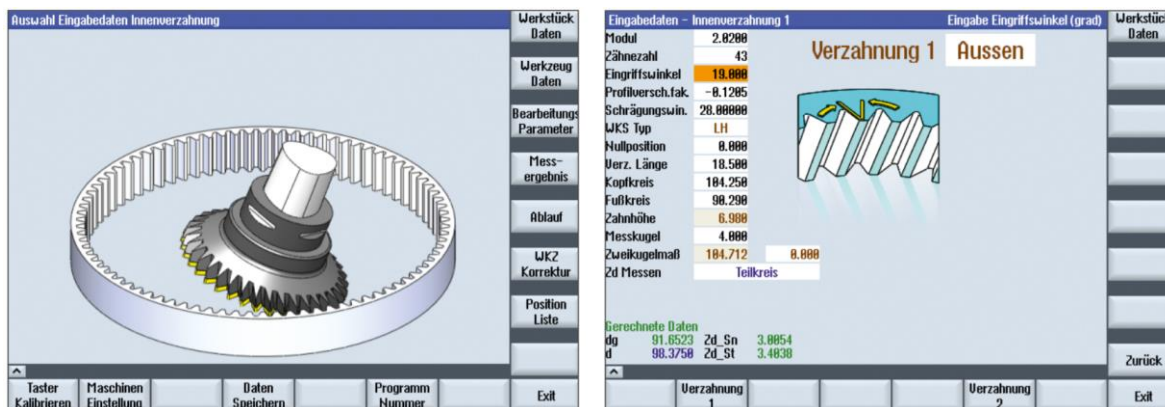 Auswahl Eingabedaten Innenverzahnung
Werkstück
Daten
Werkzeug
Daten
Bearbeitungs
Parameter
Mess-
ergebnis
Ablauf
WKZ
Korrektur
Position
Liste
Taster
Kalibrieren
Maschinen
Einstellung
Daten
Speichern
Programm
Nummer
Exit
Eingabedaten - Innenverzahnung 1 Eingabe Eingriffswinkel (grad)
Modul 2.0200
Zähnezahl 43
Eingriffswinkel 19.000
Profilversch.fak. -0.1205
Schrägungswin. 28.00000
WKS Typ LH
Nullposition 0.000
Verz. Länge 18.500
Kopfkreis 104.250
Fußkreis 90.290
Zahnhöhe 6.980
Messkugel 4.000
Zweikugelmaß 104.712 0.000
Zd Messen Teilkreis
Verzahnung 1 Aussen
Gerechnete Daten
dg 91.6523 Zd_Sn 3.0054
d 98.3750 Zd_St 3.4038
Werkstück
Daten
Zurück
Verzahnung
1
Verzahnung
2
Exit